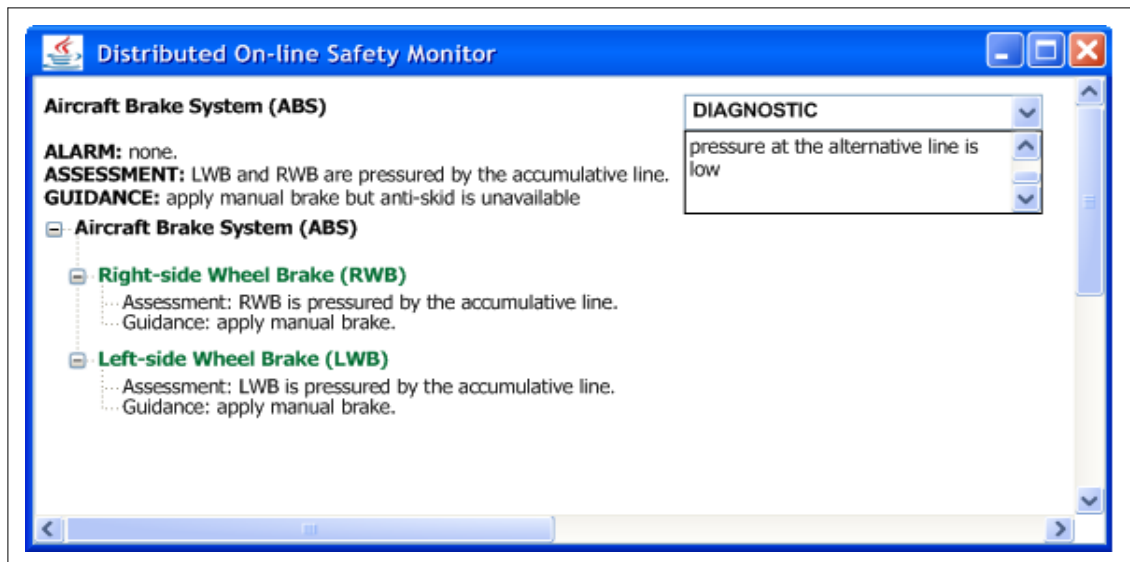 Distributed On-line Safety Monitor
Aircraft Brake System (ABS)
DIAGNOSTIC
pressure at the alternative line is
low
ALARM: none.
ASSESSMENT: LWB and RWB are pressured by the accumulative line.
GUIDANCE: apply manual brake but anti-skid is unavailable
Aircraft Brake System (ABS)
Right-side Wheel Brake (RWB)
Assessment: RWB is pressured by the accumulative line.
Guidance: apply manual brake.
Left-side Wheel Brake (LWB)
Assessment: LWB is pressured by the accumulative line.
Guidance: apply manual brake.